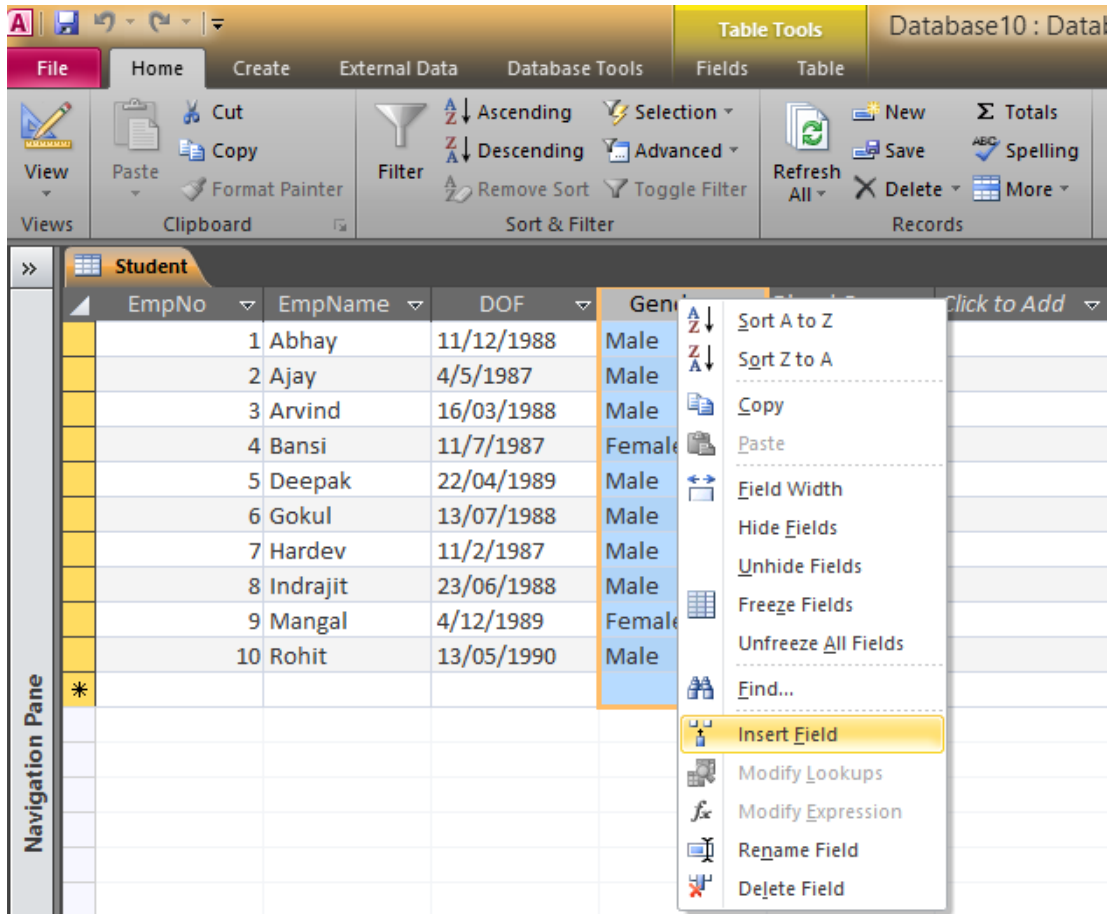 A
Table Tools Database10 : Datab
File Home Create External Data Database Tools Fields Table
View
Views
Paste
Cut
Copy
Format Painter
Clipboard
Filter
Ascending
Descending
Remove Sort
Selection
Advanced
Toggle Filter
Sort & Filter
Refresh
All
New
Save
Delete
Σ Totals
ABC Spelling
More
Records
Student
EmpNo EmpName DOF Gend Click to Add
1 Abhay 11/12/1988 Male
2 Ajay 4/5/1987 Male
3 Arvind 16/03/1988 Male
4 Bansi 11/7/1987 Female
5 Deepak 22/04/1989 Male
6 Gokul 13/07/1988 Male
7 Hardev 11/2/1987 Male
8 Indrajit 23/06/1988 Male
9 Mangal 4/12/1989 Female
10 Rohit 13/05/1990 Male
Navigation Pane
Sort A to Z
Sort Z to A
Copy
Paste
Field Width
Hide Fields
Unhide Fields
Freeze Fields
Unfreeze All Fields
Find...
Insert Field
Modify Lookups
fx Modify Expression
Rename Field
Delete Field